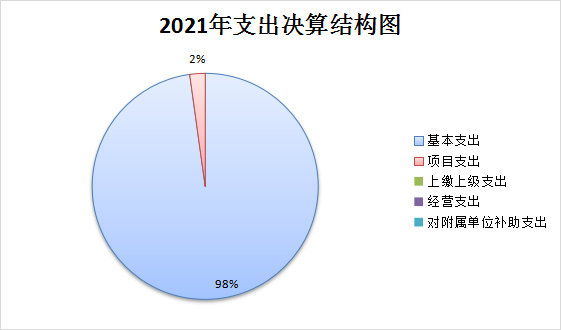 2021年支出决算结构图
2%
98%
基本支出
项目支出
上缴上级支出
经营支出
对附属单位补助支出